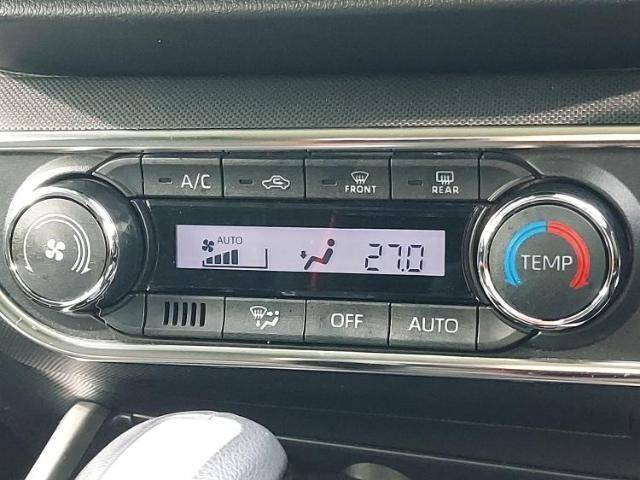 A/C
FRONT
REAR
AUTO
27.0
TEMP
OFF
AUTO